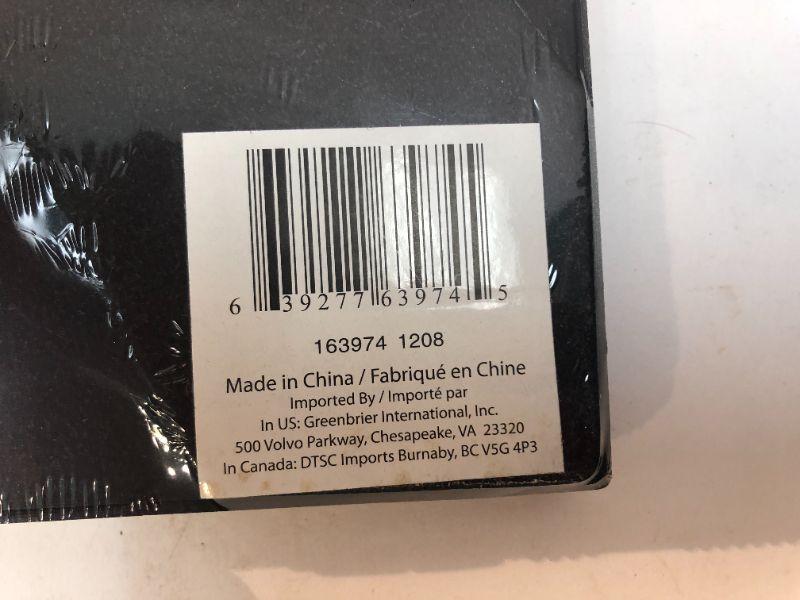 6 39277 63974 5
163974 1208
Made in China / Fabriqué en Chine
Imported By / Importé par
In US: Greenbrier International, Inc.
500 Volvo Parkway, Chesapeake, VA 23320
In Canada: DTSC Imports Burnaby, BC V5G 4P3